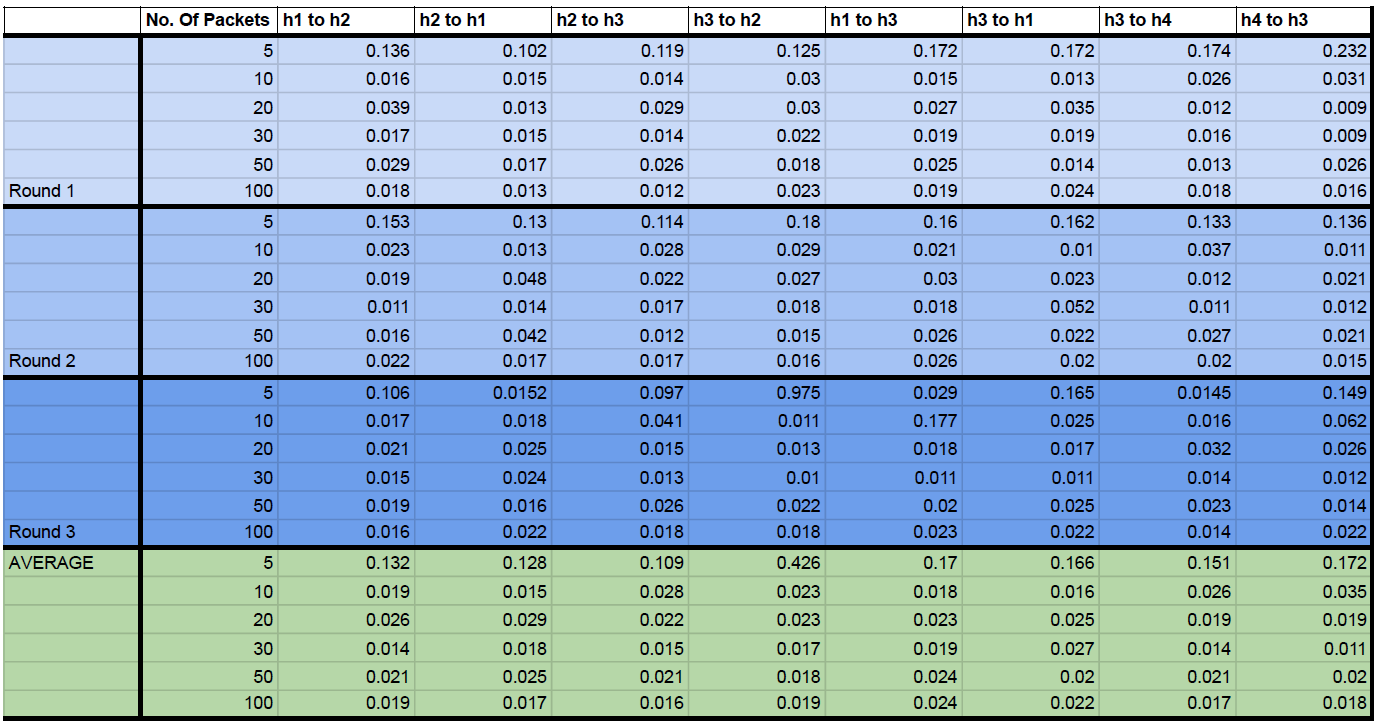 No. Of Packets h1 to h2 h2 to h1 h2 to h3 h3 to h2 h1 to h3 h3 to h1 h3 to h4 h4 to h3
5 0.136 0.102 0.119 0.125 0.172 0.172 0.174 0.232
10 0.016 0.015 0.014 0.03 0.015 0.013 0.026 0.031
20 0.039 0.013 0.029 0.03 0.027 0.035 0.012 0.009
30 0.017 0.015 0.014 0.022 0.019 0.019 0.016 0.009
50 0.029 0.017 0.026 0.018 0.025 0.014 0.013 0.026
Round 1 100 0.018 0.013 0.012 0.023 0.019 0.024 0.018 0.016
5 0.153 0.13 0.114 0.18 0.16 0.162 0.133 0.136
10 0.023 0.013 0.028 0.029 0.021 0.01 0.037 0.011
20 0.019 0.048 0.022 0.027 0.03 0.023 0.012 0.021
30 0.011 0.014 0.017 0.018 0.018 0.052 0.011 0.012
50 0.016 0.042 0.012 0.015 0.026 0.022 0.027 0.021
Round 2 100 0.022 0.017 0.017 0.016 0.026 0.02 0.02 0.015
5 0.106 0.0152 0.097 0.975 0.029 0.165 0.0145 0.149
10 0.017 0.018 0.041 0.011 0.177 0.025 0.016 0.062
20 0.021 0.025 0.015 0.013 0.018 0.017 0.032 0.026
30 0.015 0.024 0.013 0.01 0.011 0.011 0.014 0.012
50 0.019 0.016 0.026 0.022 0.02 0.025 0.023 0.014
Round 3 100 0.016 0.022 0.018 0.018 0.023 0.022 0.014 0.022
AVERAGE 5 0.132 0.128 0.109 0.426 0.17 0.166 0.151 0.172
10 0.019 0.015 0.028 0.023 0.018 0.016 0.026 0.035
20 0.026 0.029 0.022 0.023 0.023 0.025 0.019 0.019
30 0.014 0.018 0.015 0.017 0.019 0.027 0.014 0.011
50 0.021 0.025 0.021 0.018 0.024 0.02 0.021 0.02
100 0.019 0.017 0.016 0.019 0.024 0.022 0.017 0.018